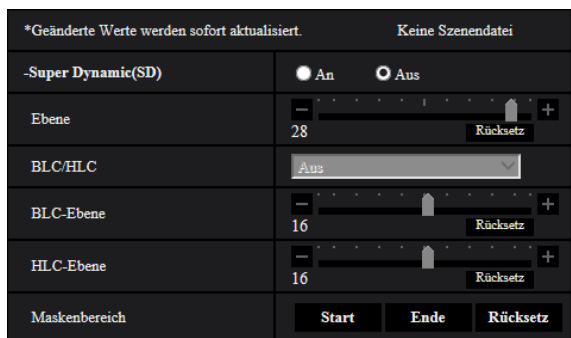 *Geänderte Werte werden sofort aktualisiert. Keine Szenendatei
-Super Dynamic(SD) An Aus
Ebene
28 Rücksetz
BLC/HLC Aus
BLC-Ebene
16 Rücksetz
HLC-Ebene
16 Rücksetz
Maskenbereich Start Ende Rücksetz